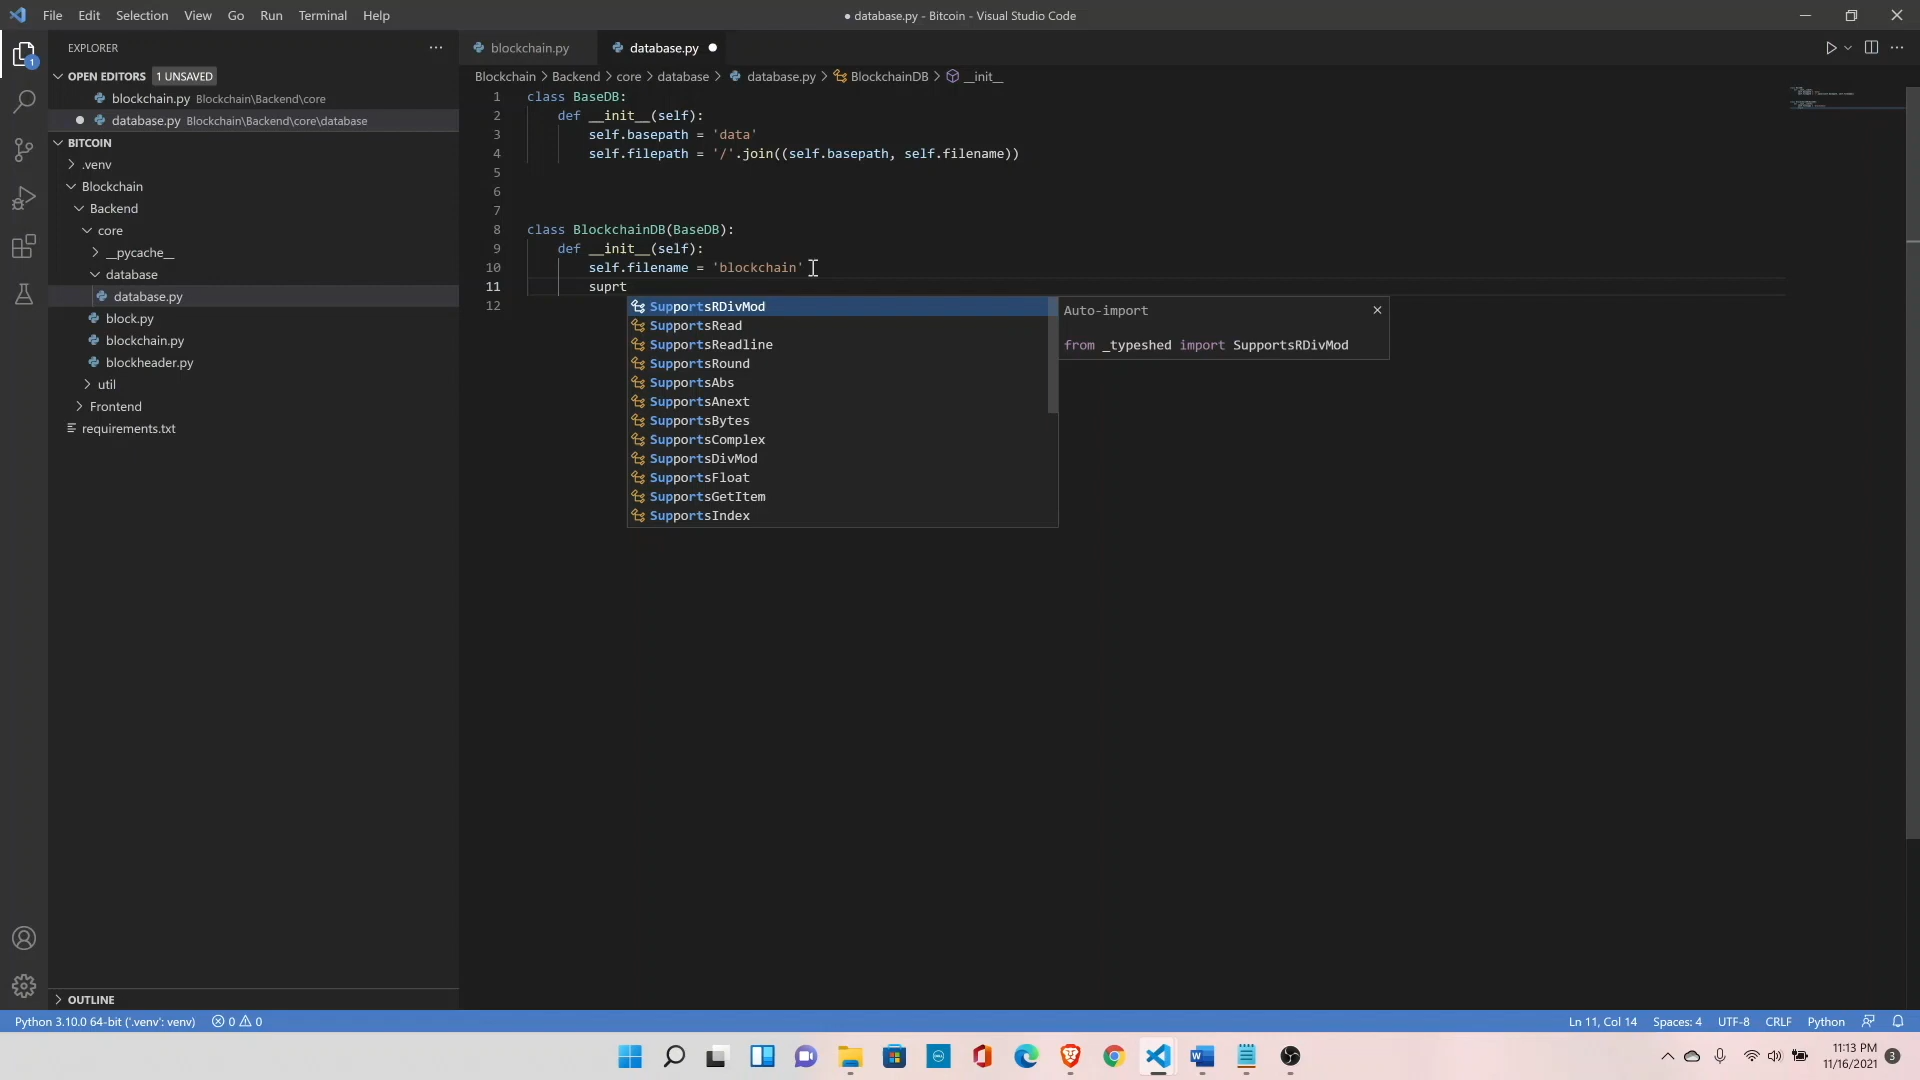 File Edit Selection View Go Run Terminal Help
● database.py - Bitcoin - Visual Studio Code
EXPLORER
OPEN EDITORS 1 UNSAVED
blockchain.py Blockchain\Backend\core
database.py Blockchain\Backend\core\database
BITCOIN
.venv
Blockchain
Backend
core
__pycache__
database
database.py
block.py
blockchain.py
blockheader.py
util
Frontend
requirements.txt
OUTLINE
blockchain.py
database.py
Blockchain > Backend > core > database > database.py > BlockchainDB > __init__
1 class BaseDB:
2 def __init__(self):
3 self.basepath = 'data'
4 self.filepath = '/'.join((self.basepath, self.filename))
5
6
7
8 class BlockchainDB(BaseDB):
9 def __init__(self):
10 self.filename = 'blockchain'
11 suprt
12
SupportsRDivMod
SupportsRead
SupportsReadline
SupportsRound
SupportsAbs
SupportsAnext
SupportsBytes
SupportsComplex
SupportsDivMod
SupportsFloat
SupportsGetItem
SupportsIndex
Auto-import
from _typeshed import SupportsRDivMod
1
Python 3.10.0 64-bit ('.venv': venv) 0 0
Ln 11, Col 14 Spaces: 4 UTF-8 CRLF Python
11:13 PM
11/16/2021
3